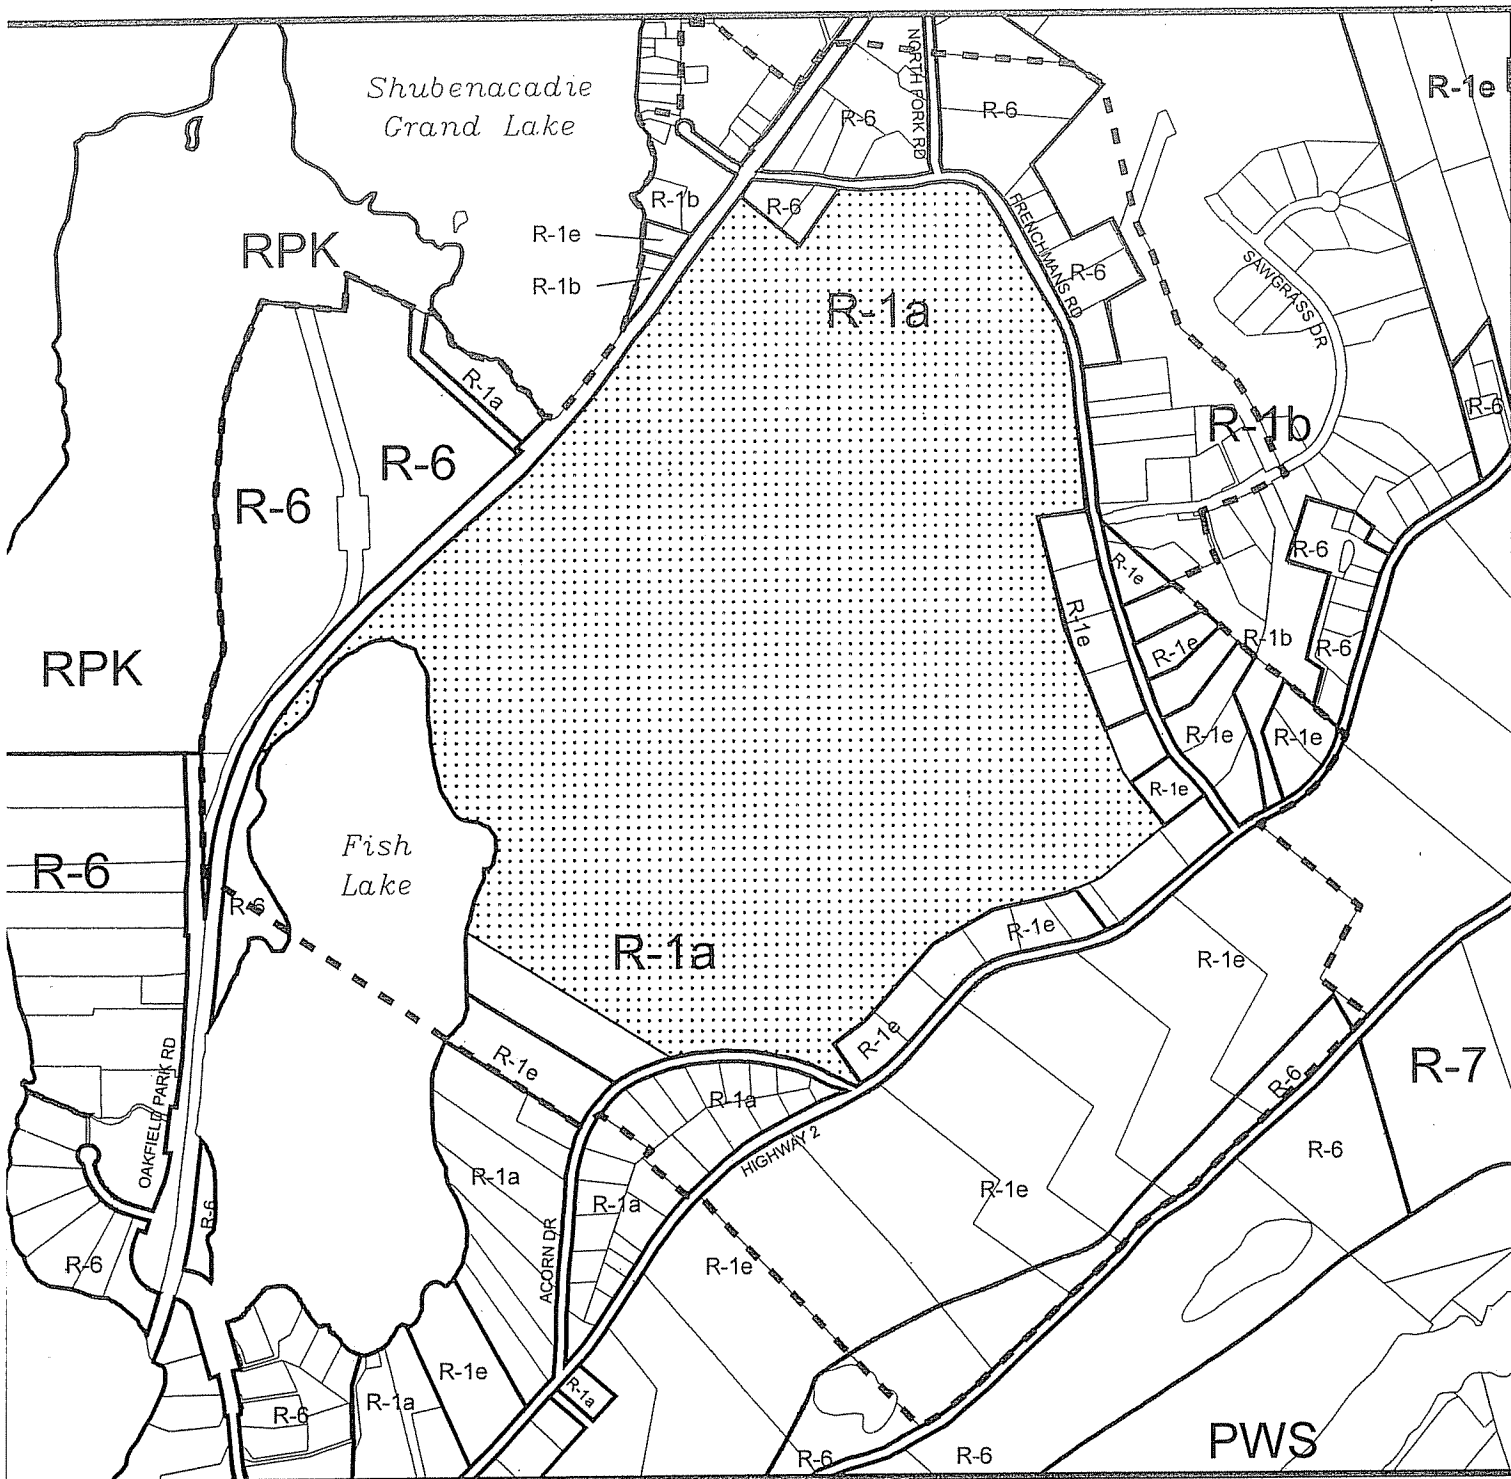 Shubenacadie
Grand Lake
NORTH FORK RD
R-1e
R-6
R-6
R-1b
R-6
R-1e
FRENCHMANS RD
RPK
R-6
SAWGRASS DR
R-1b
R-1a
R-1a
R-6
R-1b
R-6
R-6
R-6
R-1e
R-1e
R-1b
R-1e
R-6
RPK
R-1e
R-1e
R-1e
Fish
Lake
R-6
R-6
R-1e
R-1a
R-1e
R-1e
R-1e
R-7
OAKFIELD PARK RD
R-6
R-1a
HIGHWAY 2
R-6
R-1a
R-1e
R-1a
R-6
R-6
R-1e
ACORN DR
R-1e
R-1a
R-1a
R-6
PWS
R-6
R-6